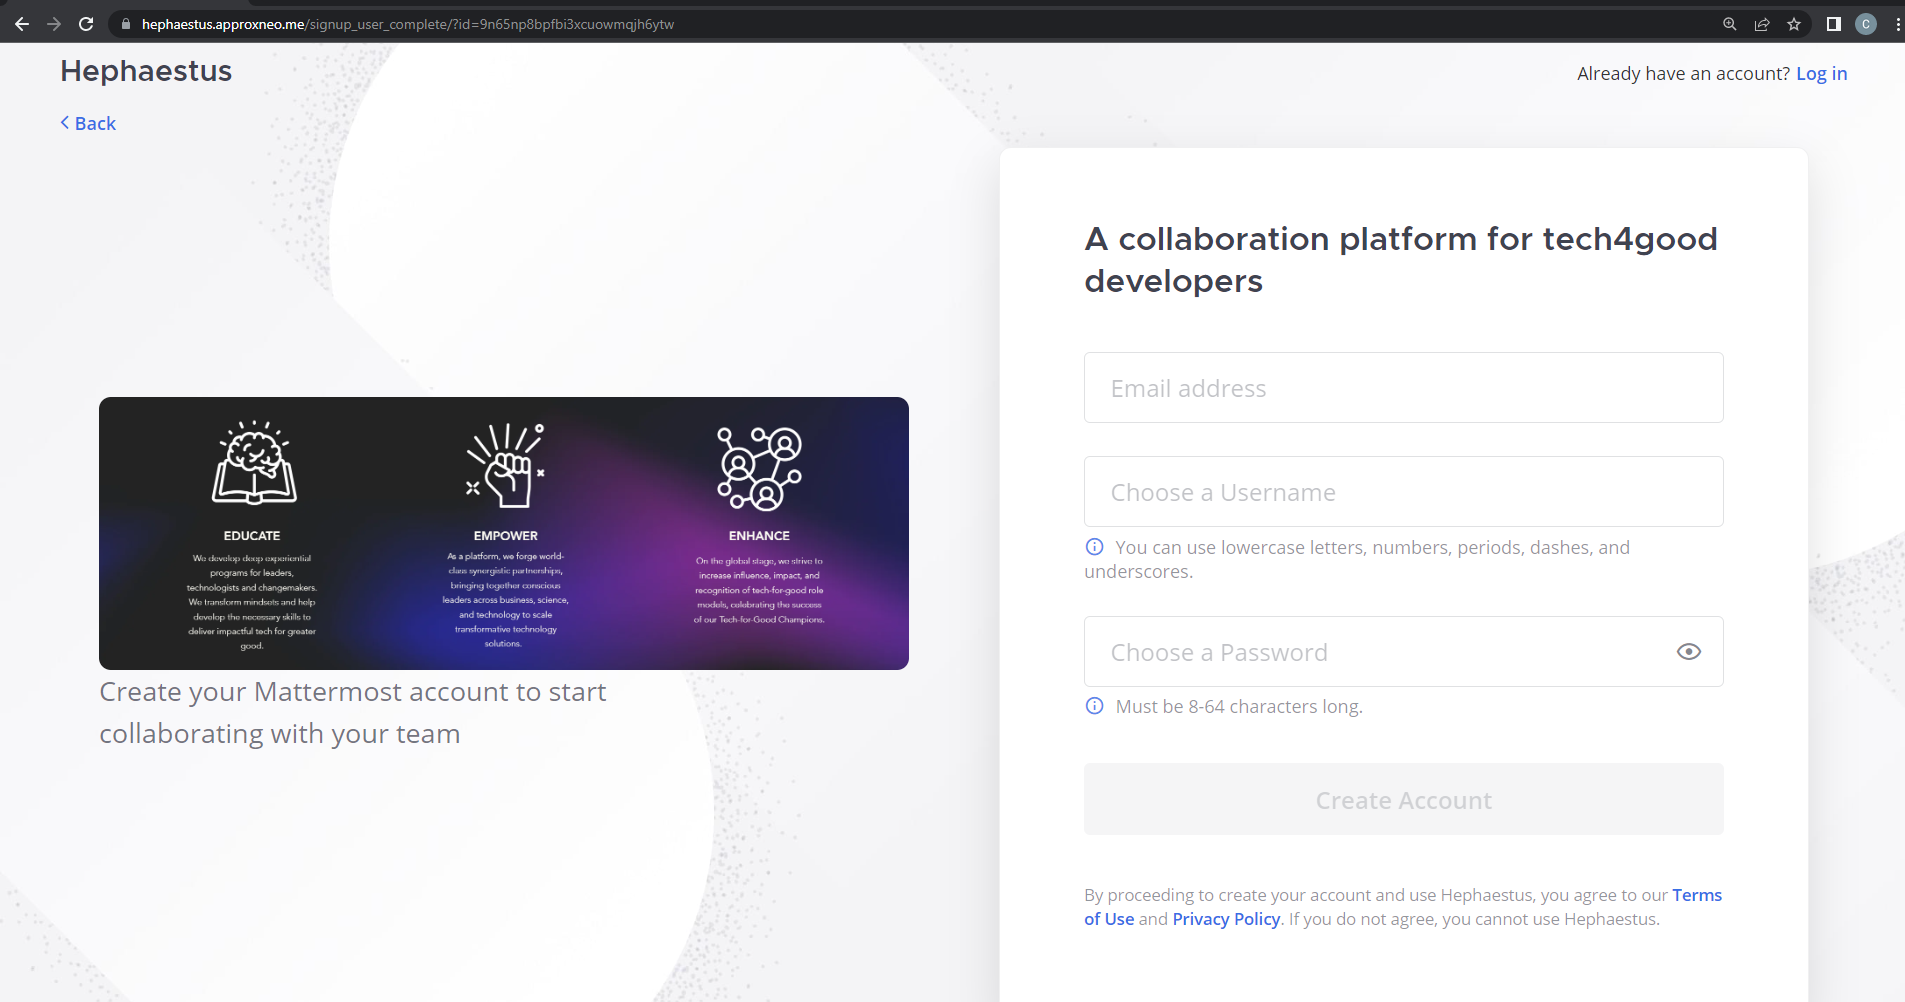 hephaestus.approxneo.me/signup_user_complete/?id=9n65np8bpfbi3xcuowmqjh6ytw
C
Hephaestus
Already have an account? Log in
Back
A collaboration platform for tech4good
developers
Email address
Choose a Username
You can use lowercase letters, numbers, periods, dashes, and
underscores.
Choose a Password
Must be 8-64 characters long.
Create Account
By proceeding to create your account and use Hephaestus, you agree to our Terms
of Use and Privacy Policy. If you do not agree, you cannot use Hephaestus.
EDUCATE
We develop deep experiential
programs for leaders,
technologists and changemakers.
We transform mindsets and help
develop the necessary skills to
deliver impactful tech for greater
good.
EMPOWER
As a platform, we forge world-
class synergistic partnerships,
bringing together conscious
leaders across business, science,
and technology to scale
transformative technology
solutions.
ENHANCE
On the global stage, we strive to
increase influence, impact, and
recognition of tech-for-good role
models, celebrating the success
of our Tech-for-Good Champions.
Create your Mattermost account to start
collaborating with your team